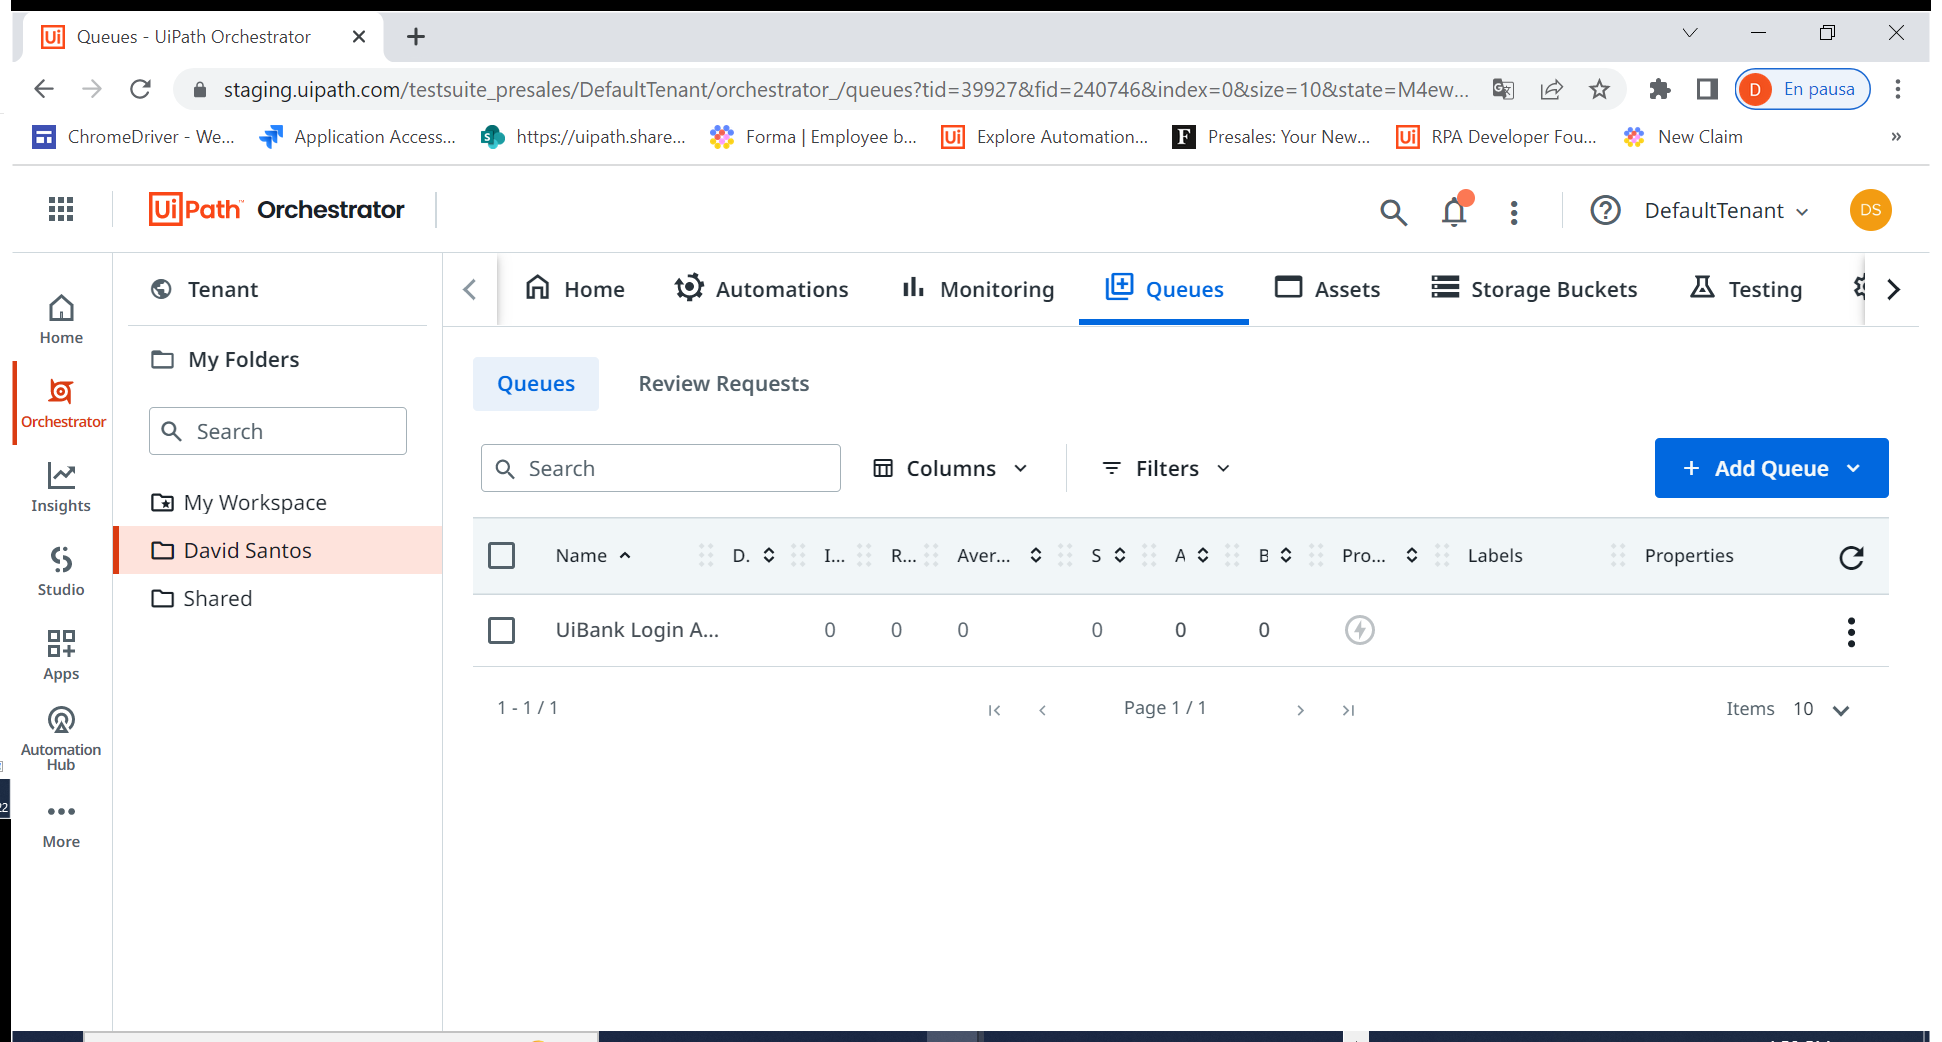 Queues - UiPath Orchestrator
staging.uipath.com/testsuite_presales/DefaultTenant/orchestrator_/queues?tid=39927&fid=240746&index=0&size=10&state=M4ew...
D En pausa
ChromeDriver - We... Application Access... https://uipath.share... Forma | Employee b... Explore Automation... Presales: Your New... RPA Developer Fou... New Claim »
UiPath Orchestrator
DefaultTenant
DS
Home
Orchestrator
Insights
Studio
Apps
Automation
Hub
More
Tenant
My Folders
Search
My Workspace
David Santos
Shared
Home Automations Monitoring Queues Assets Storage Buckets Testing
Queues Review Requests
Search Columns Filters + Add Queue
Name D. I... R... Aver... S A B Pro... Labels Properties
UiBank Login A... 0 0 0 0 0 0
1 - 1 / 1 Page 1 / 1 Items 10
22